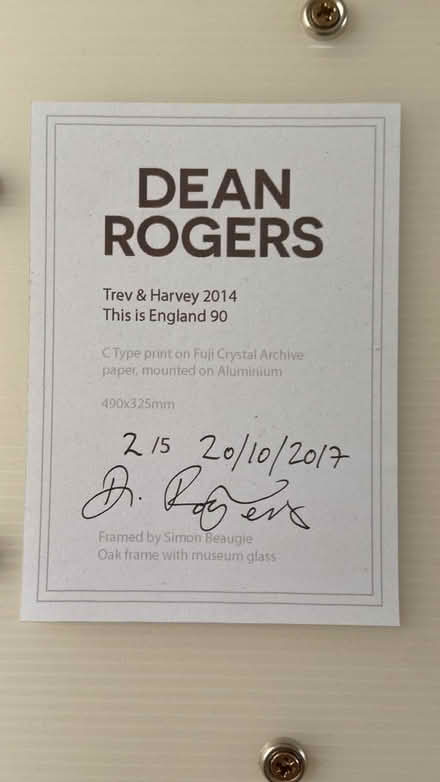 DEAN
ROGERS
Trev & Harvey 2014
This is England 90
C Type print on Fuji Crystal Archive
paper, mounted on Aluminium
490x325mm
2/5 20/10/2017
D. Rogers
Framed by Simon Beaugie
Oak frame with museum glass